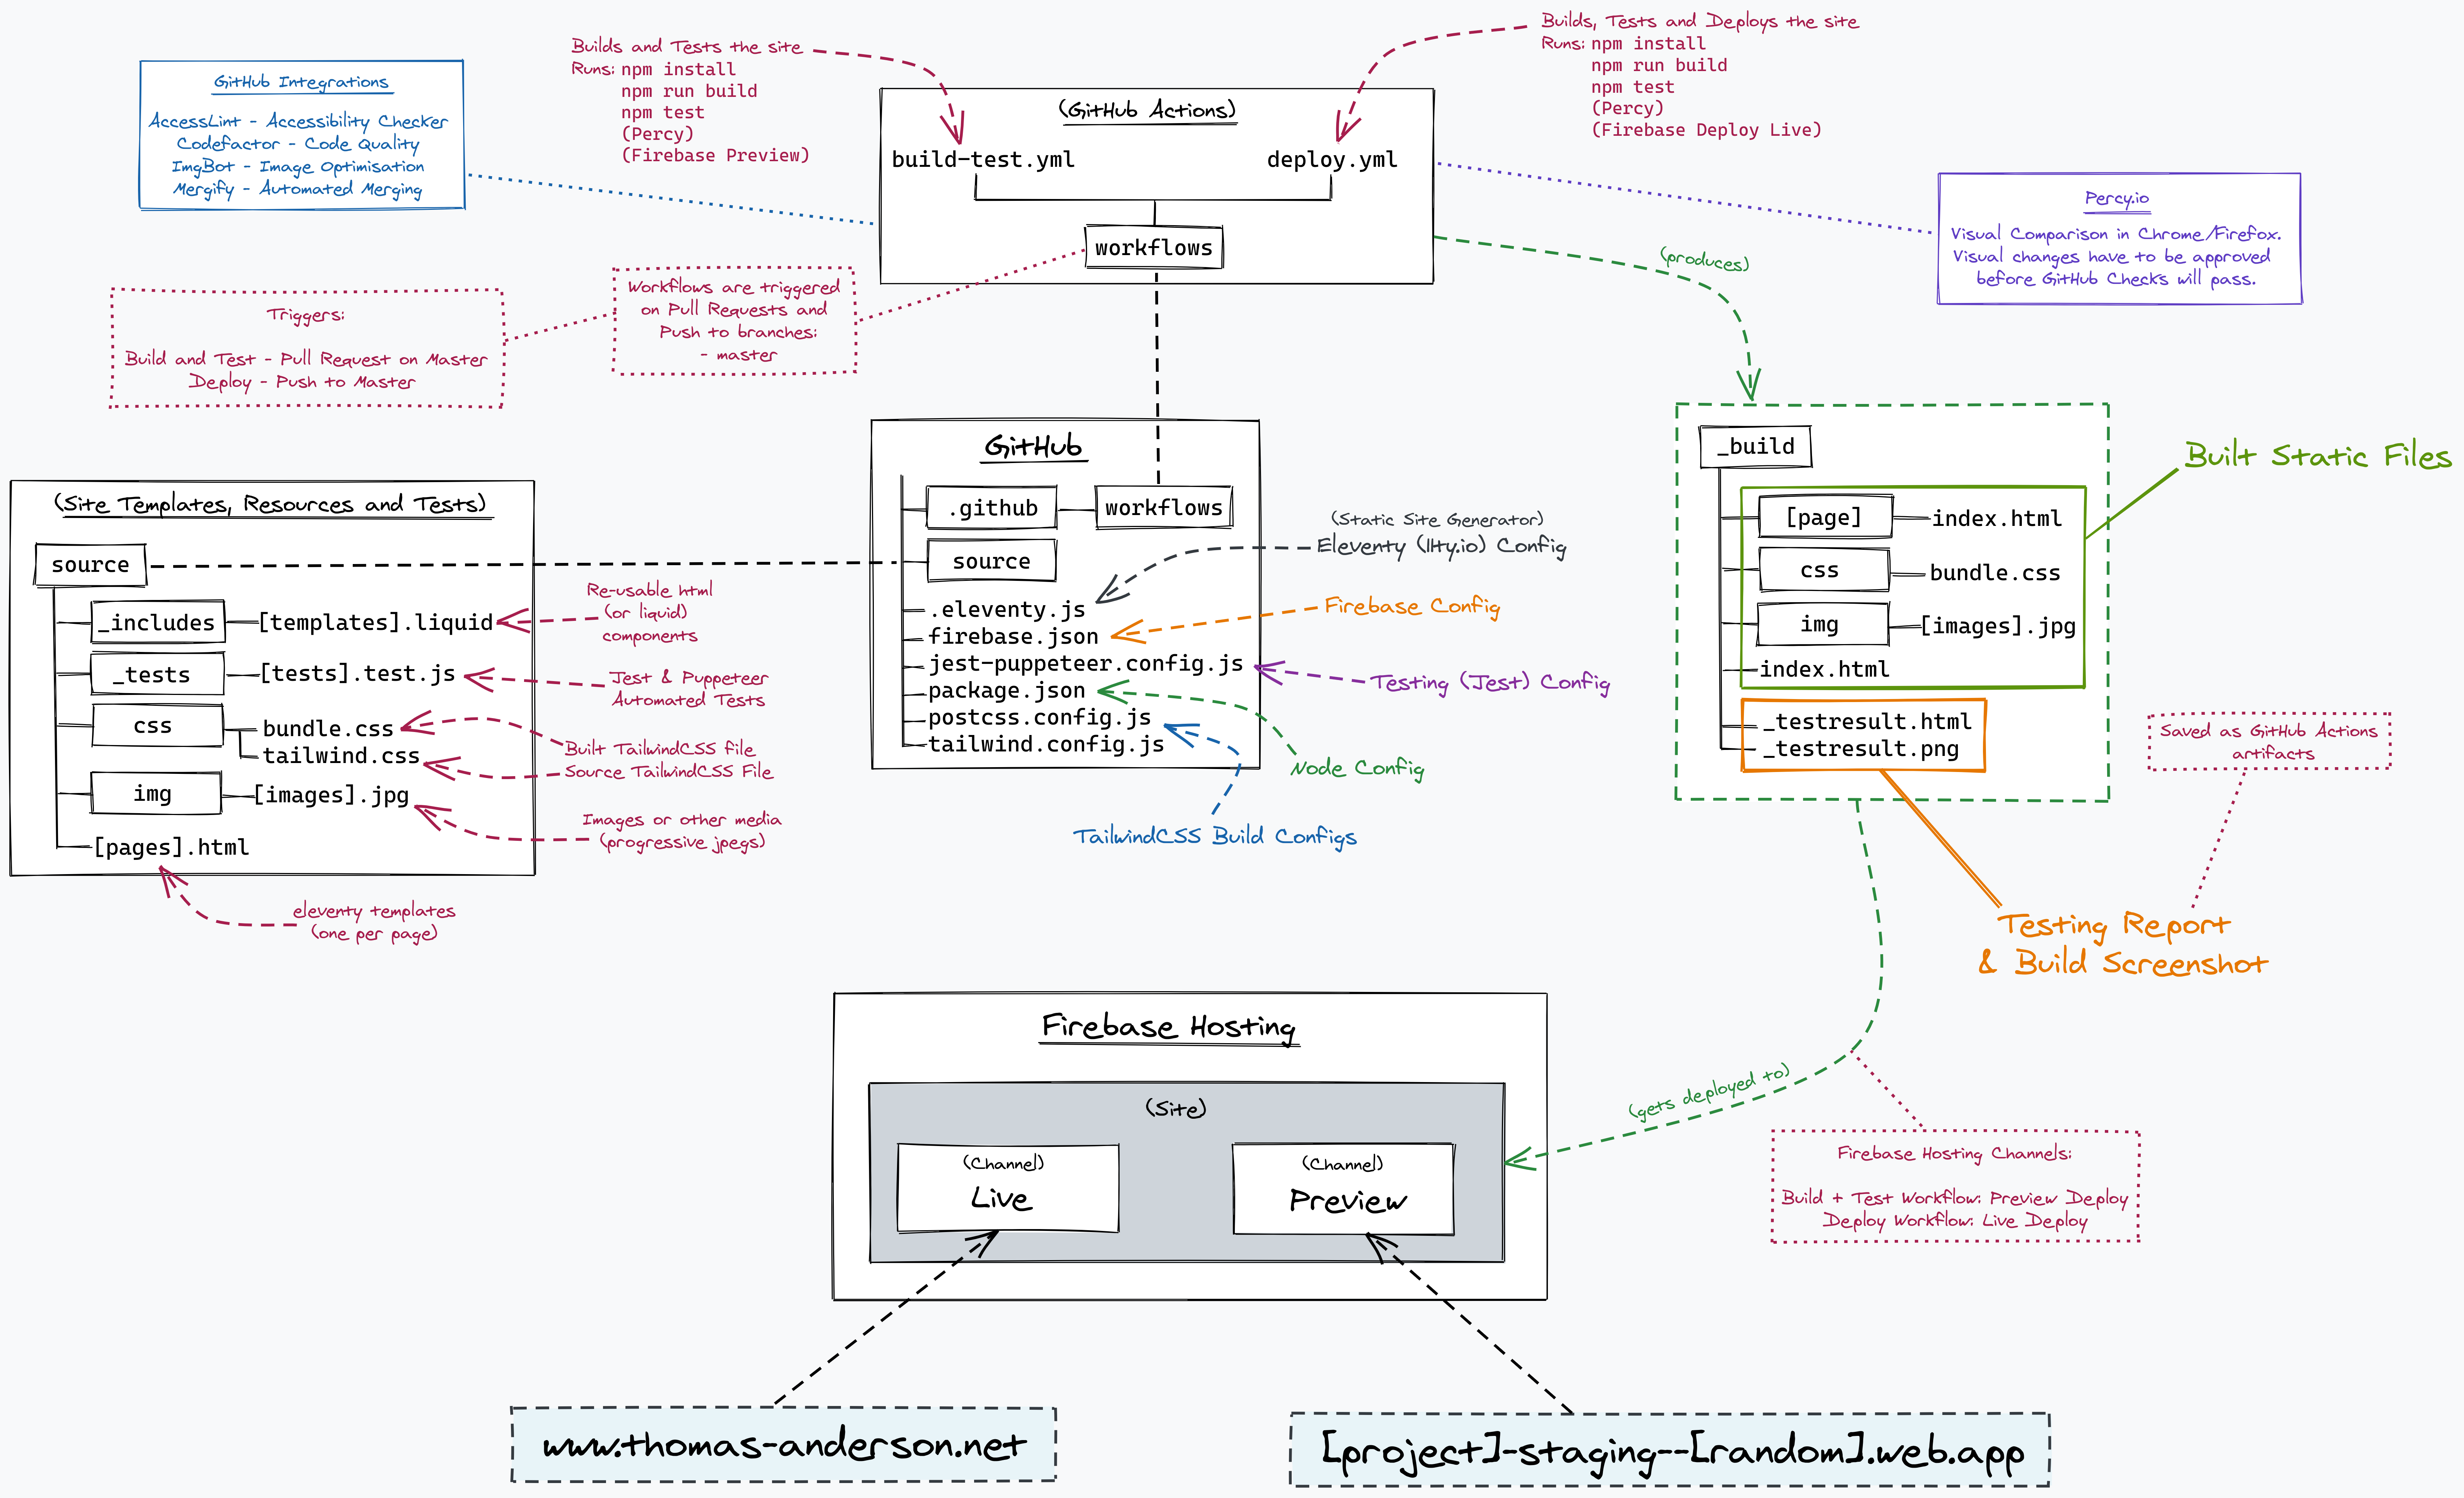 Builds and Tests the site
Runs: npm install
npm run build
npm test
(Percy)
(Firebase Preview)
Builds, Tests and Deploys the site
Runs: npm install
npm run build
npm test
(Percy)
(Firebase Deploy Live)
GitHub Integrations
AccessLint - Accessibility Checker
Codefactor - Code Quality
ImgBot - Image Optimisation
Mergify - Automated Merging
(GitHub Actions)
build-test.yml
deploy.yml
workflows
Percy.io
Visual Comparison in Chrome/Firefox.
Visual changes have to be approved
before GitHub Checks will pass.
(produces)
Triggers:
Build and Test - Pull Request on Master
Deploy - Push to Master
Workflows are triggered
on Pull Requests and
Push to branches:
- master
(Site Templates, Resources and Tests)
source
_includes
[templates].liquid
_tests
[tests].test.js
css
bundle.css
tailwind.css
img
[images].jpg
[pages].html
Re-usable html
(or liquid)
components
Jest & Puppeteer
Automated Tests
Built TailwindCSS file
Source TailwindCSS File
Images or other media
(progressive jpegs)
eleventy templates
(one per page)
GitHub
.github
workflows
source
.eleventy.js
firebase.json
jest-puppeteer.config.js
package.json
postcss.config.js
tailwind.config.js
(Static Site Generator)
Eleventy (11ty.io) Config
Firebase Config
Testing (Jest) Config
Node Config
TailwindCSS Build Configs
_build
[page]
index.html
css
bundle.css
img
[images].jpg
index.html
_testresult.html
_testresult.png
Built Static Files
Saved as GitHub Actions
artifacts
Testing Report
& Build Screenshot
Firebase Hosting
(Site)
(Channel)
Live
(Channel)
Preview
(gets deployed to)
Firebase Hosting Channels:
Build + Test Workflow: Preview Deploy
Deploy Workflow: Live Deploy
www.thomas-anderson.net
[project]-staging--[random].web.app